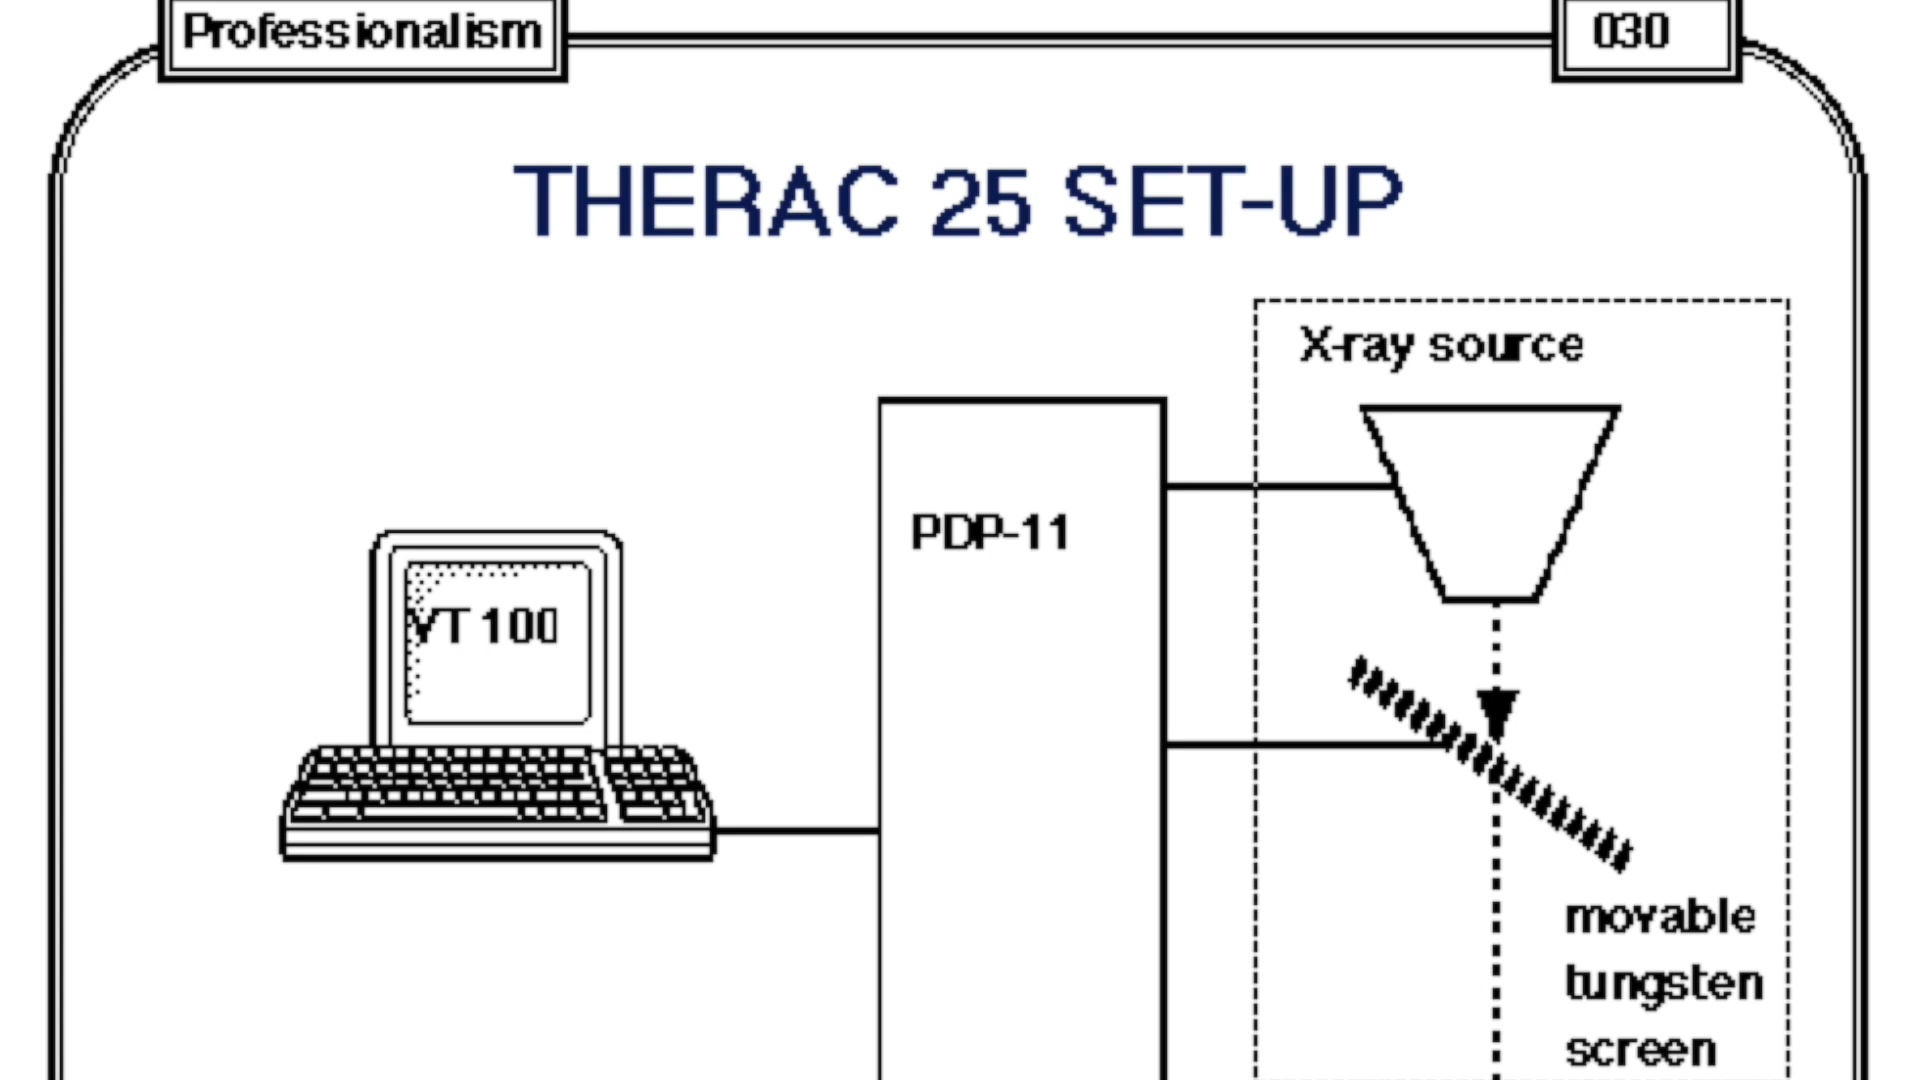 Professionalism
030
THERAC 25 SET-UP
X-ray source
PDP-11
VT 100
movable
tungsten
screen